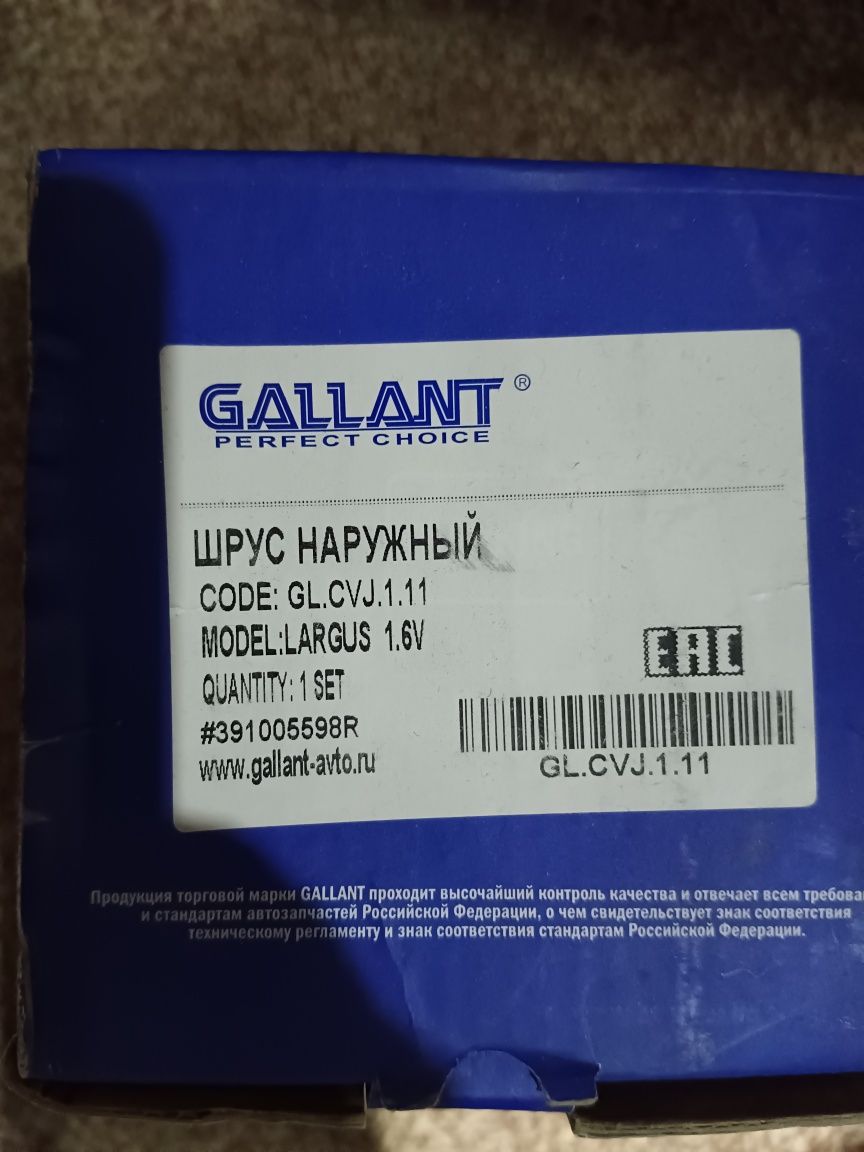 GALLANT ®
PERFECT CHOICE
ШРУС НАРУЖНЫЙ
CODE: GL.CVJ.1.11
MODEL:LARGUS 1.6V
QUANTITY: 1 SET
#391005598R
www.gallant-avto.ru
EAC
GL.CVJ.1.11
Продукция торговой марки GALLANT проходит высочайший контроль качества и отвечает всем
и стандартам автозапчастей Российской Федерации, о чем свидетельствует знак соответствия
техническому регламенту и знак соответствия стандартам Российской Федерации.